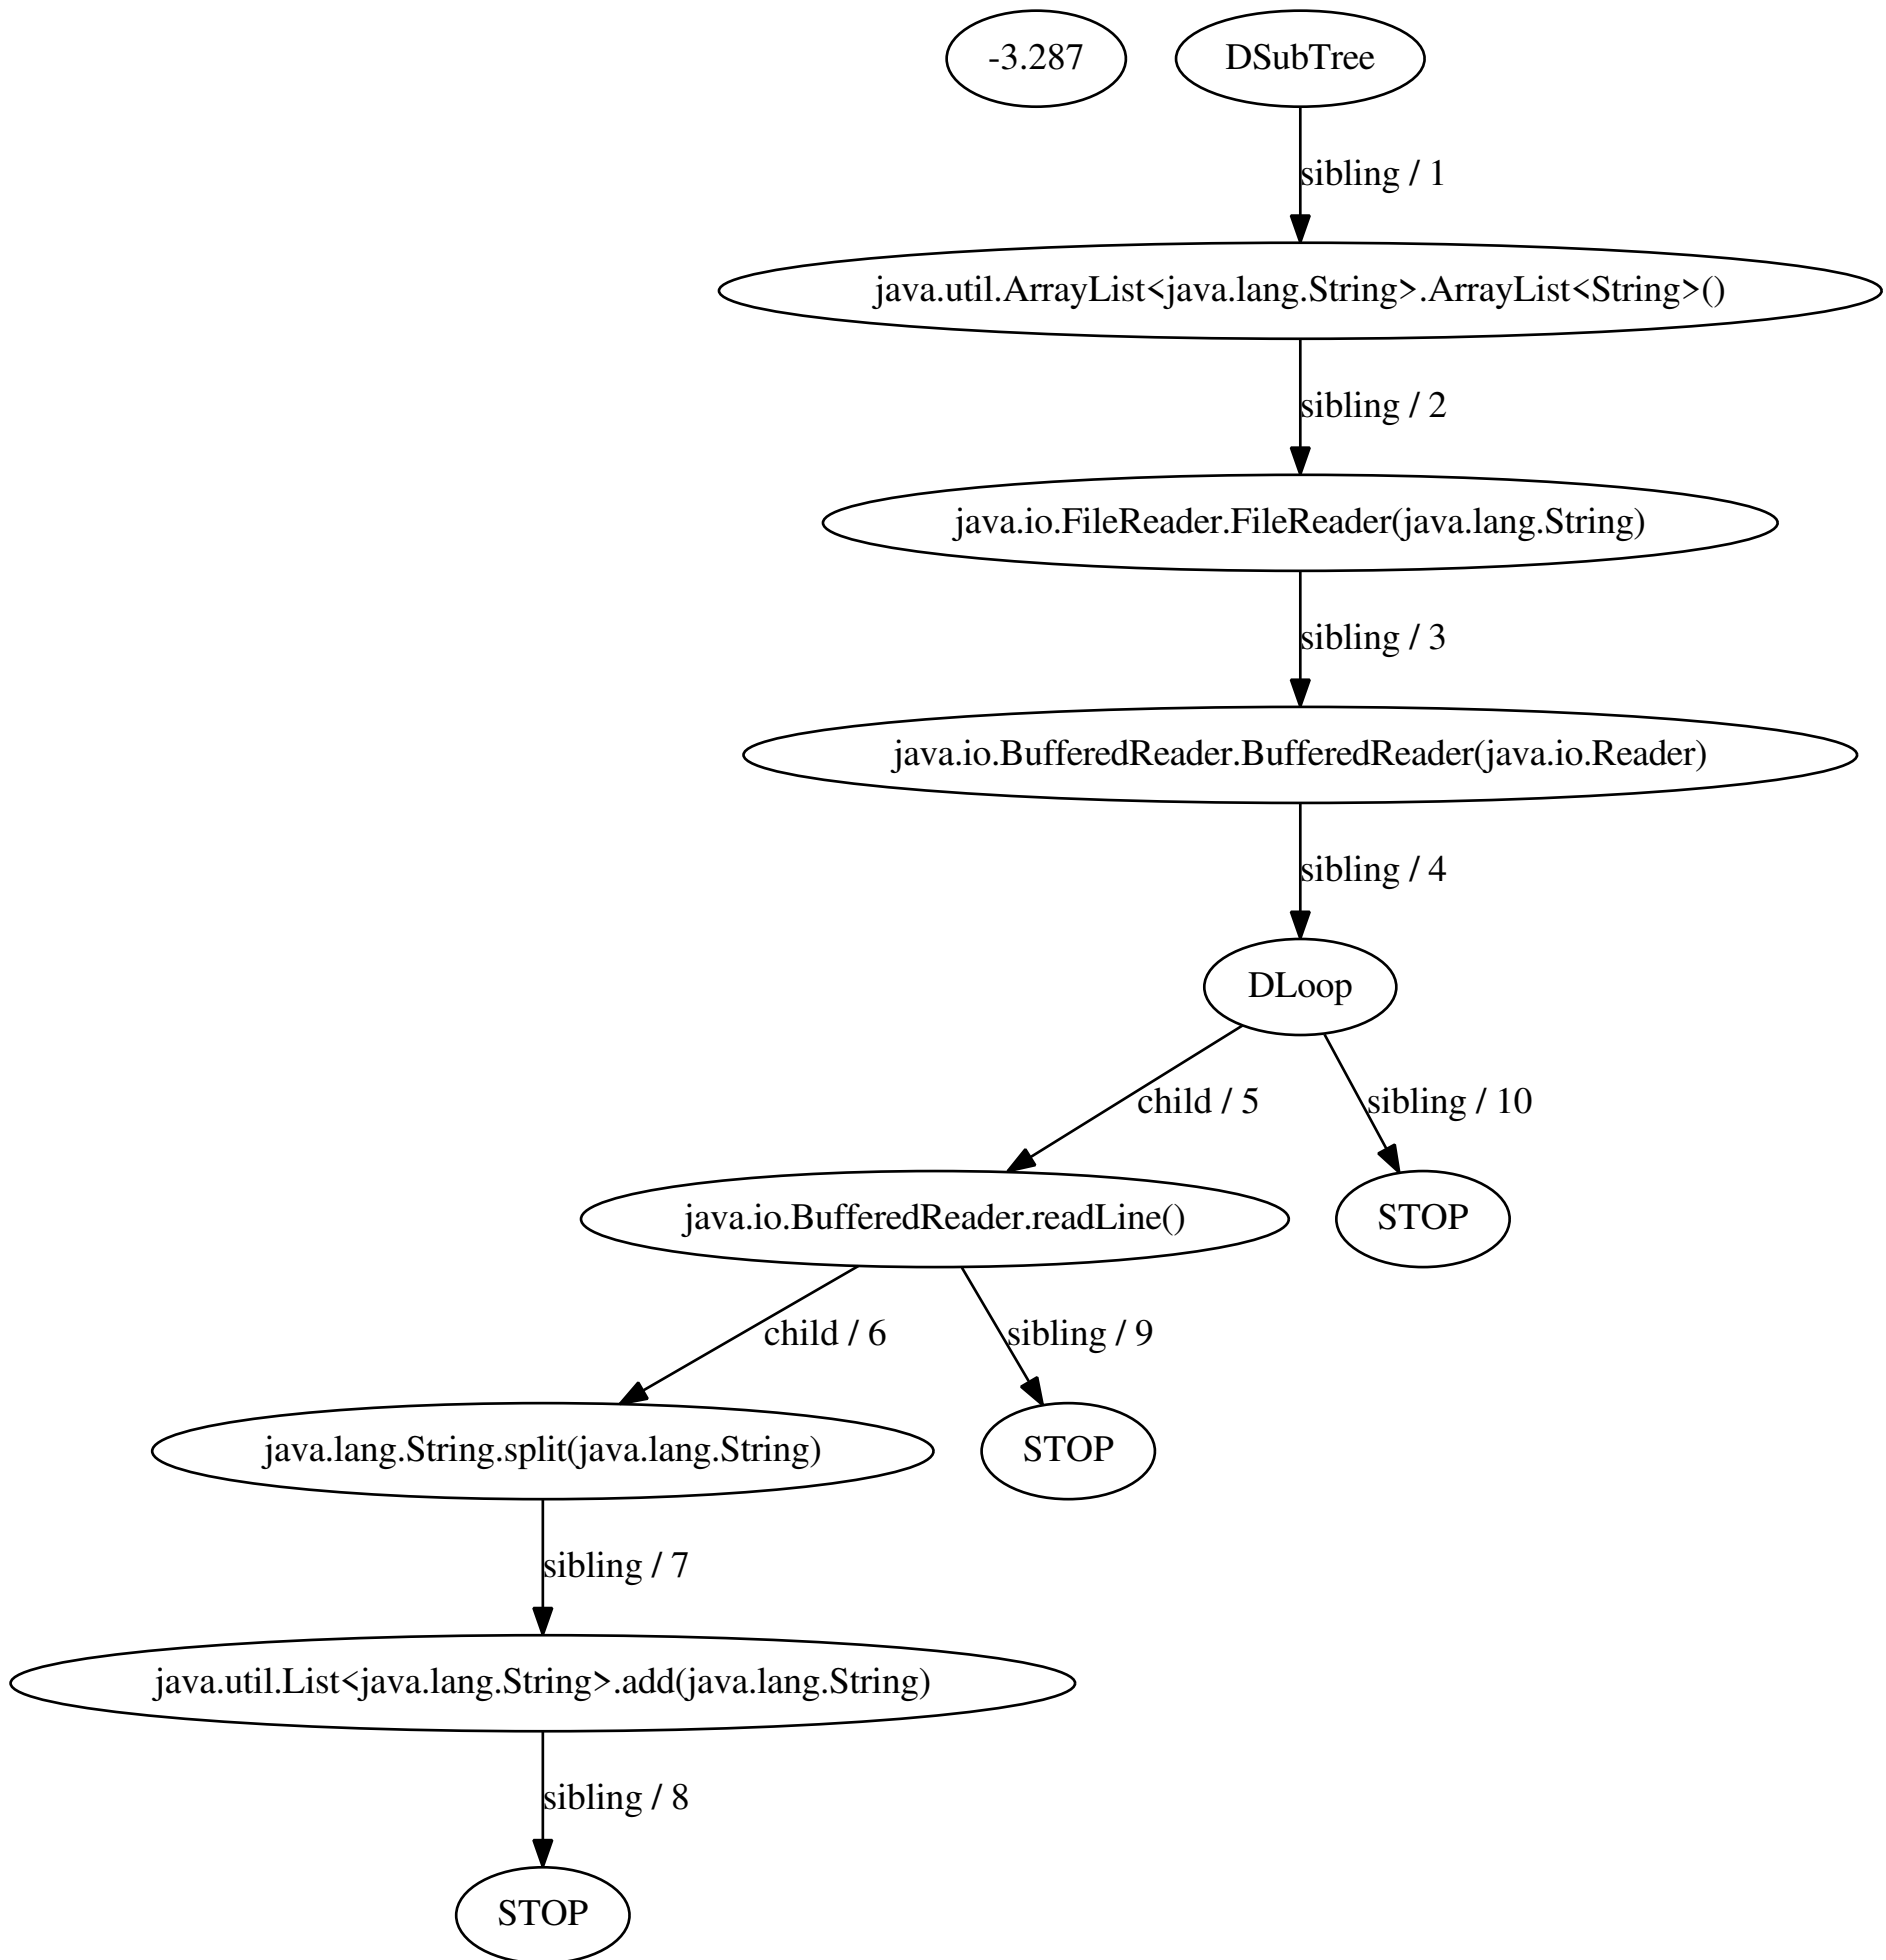 -3.287
DSubTree
sibling / 1
java.util.ArrayList<java.lang.String>.ArrayList<String>()
sibling / 2
java.io.FileReader.FileReader(java.lang.String)
sibling / 3
java.io.BufferedReader.BufferedReader(java.io.Reader)
sibling / 4
DLoop
child / 5
sibling / 10
java.io.BufferedReader.readLine()
STOP
child / 6
sibling / 9
java.lang.String.split(java.lang.String)
STOP
sibling / 7
java.util.List<java.lang.String>.add(java.lang.String)
sibling / 8
STOP